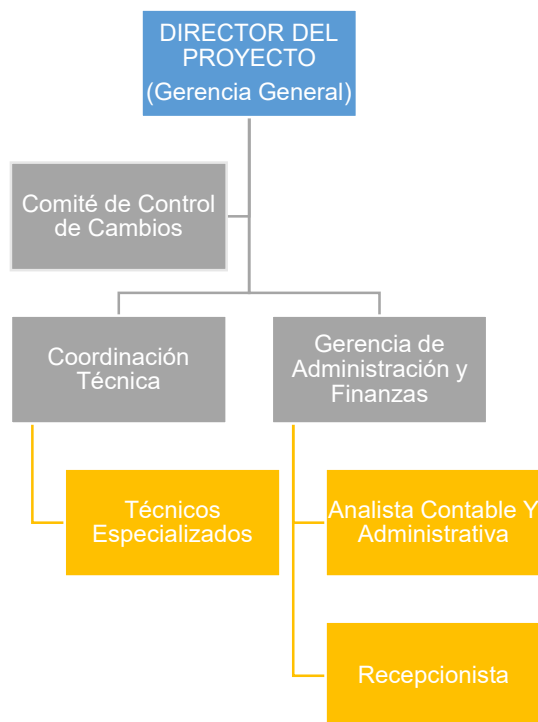 DIRECTOR DEL
PROYECTO
(Gerencia General)
Comité de Control
de Cambios
Coordinación
Técnica
Gerencia de
Administración y
Finanzas
Técnicos
Especializados
Analista Contable Y
Administrativa
Recepcionista